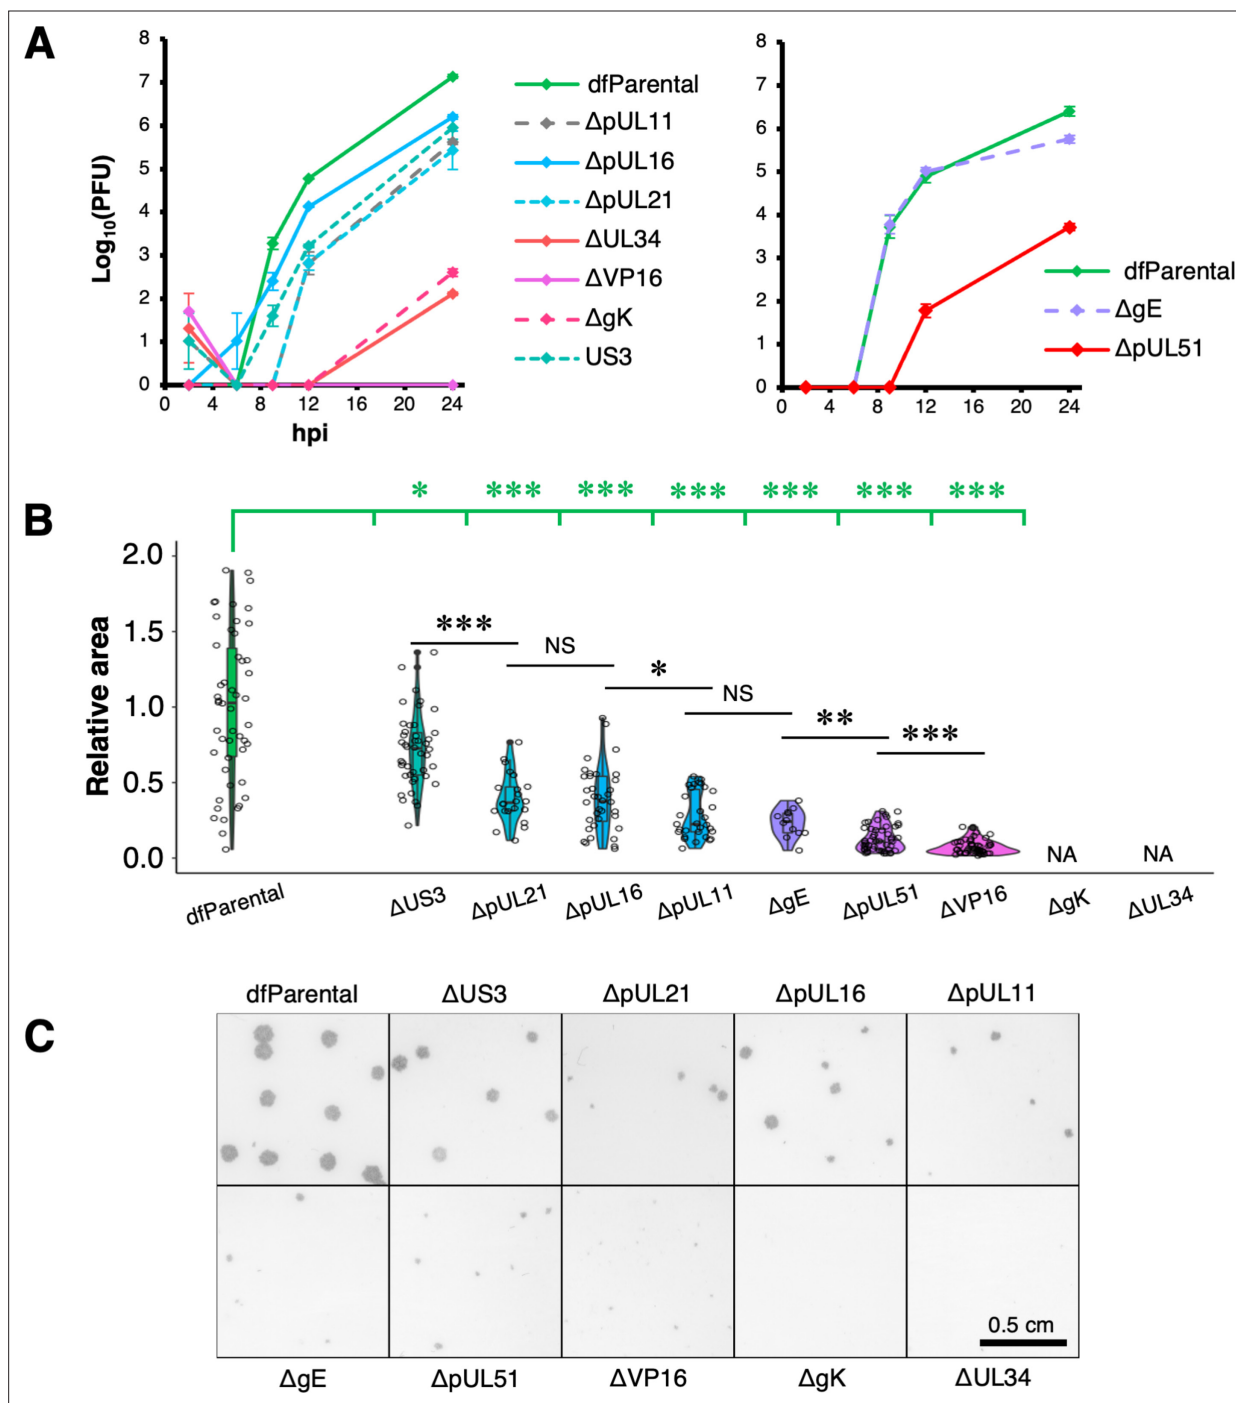 A
8
7
6
5
4
3
2
1
0
Log10(PFU)
0 4 8 12 16 20 24
hpi
dfParental
ΔpUL11
ΔpUL16
ΔpUL21
ΔUL34
ΔVP16
ΔgK
US3
8
7
6
5
4
3
2
1
0
0 4 8 12 16 20 24
dfParental
ΔgE
ΔpUL51
B
* *** *** *** *** *** ***
2.0
1.5
1.0
0.5
0.0
Relative area
***
NS
*
NS
**
***
NA
NA
dfParental ΔUS3 ΔpUL21 ΔpUL16 ΔpUL11 ΔgE ΔpUL51 ΔVP16 ΔgK ΔUL34
C
dfParental ΔUS3 ΔpUL21 ΔpUL16 ΔpUL11
0.5 cm
ΔgE ΔpUL51 ΔVP16 ΔgK ΔUL34